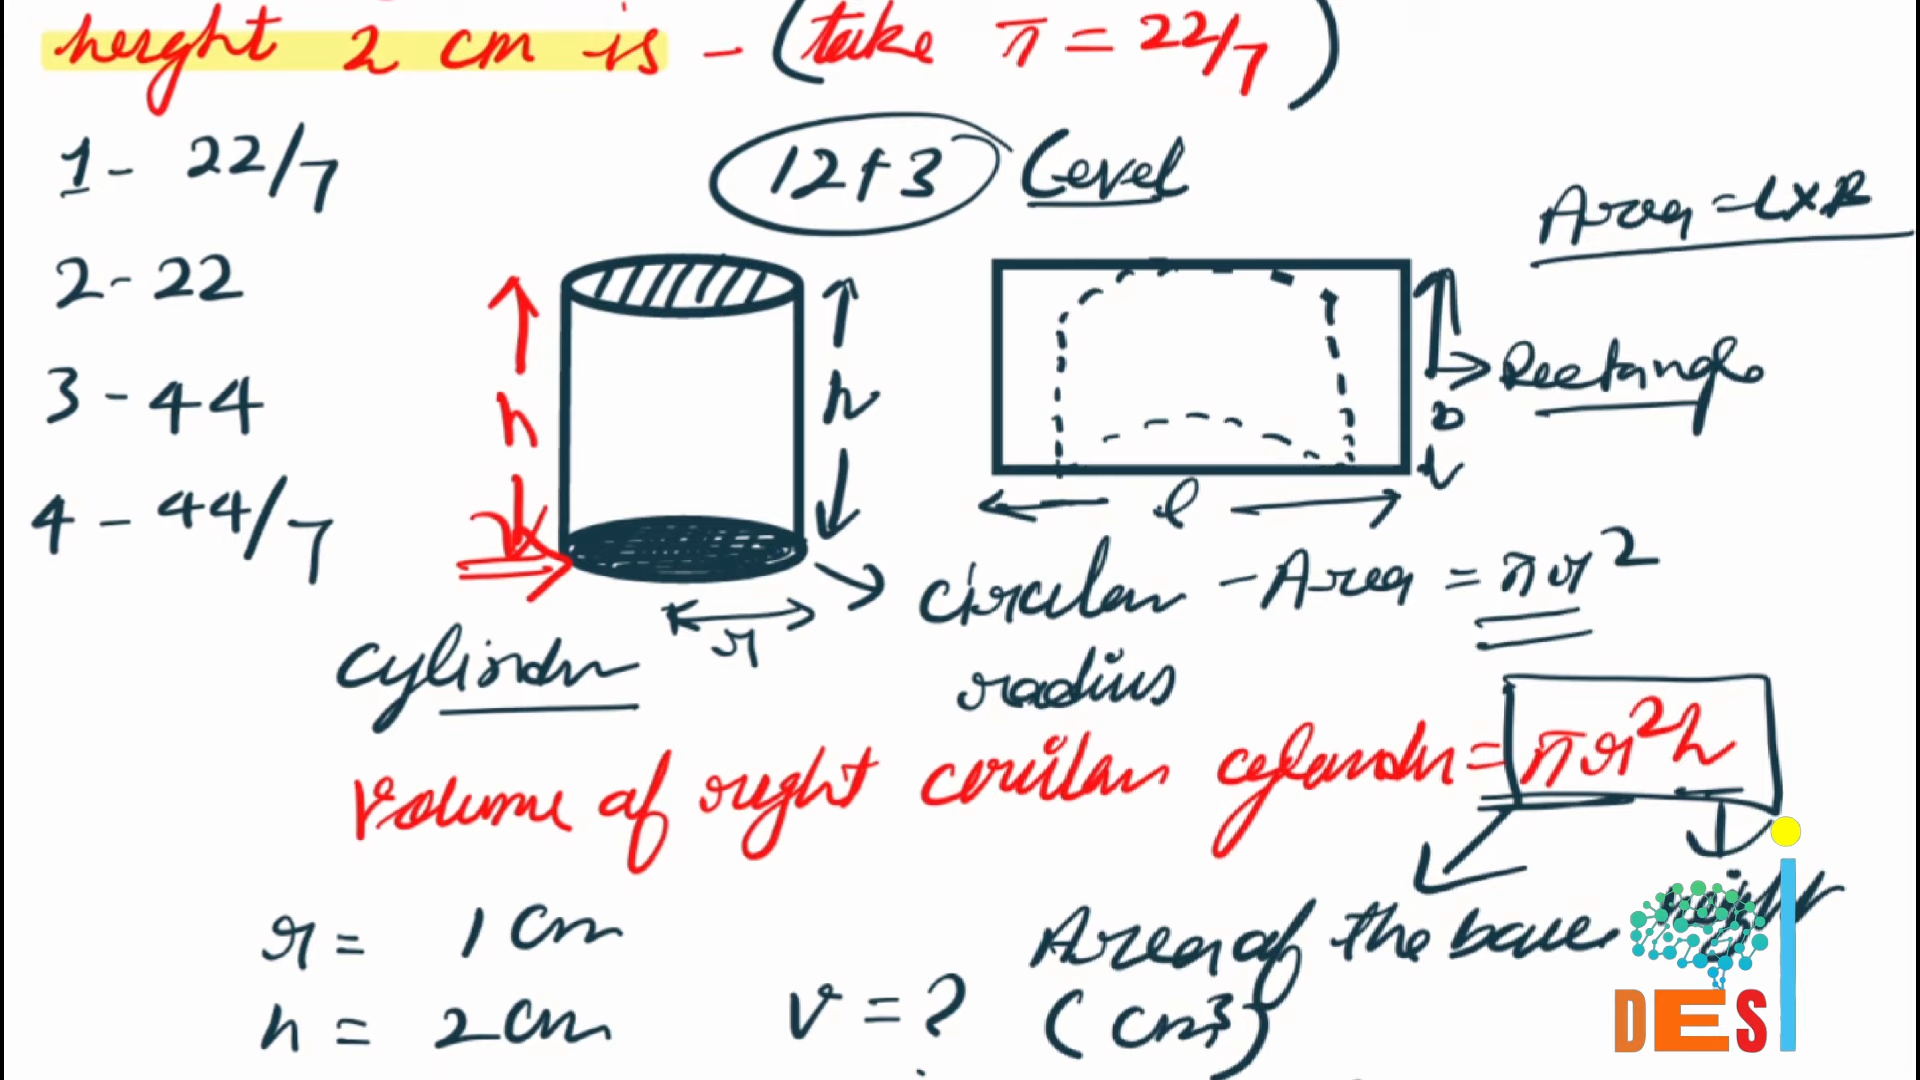 height 2 cm is - (take π = 22/7)
1- 22/7
12+3 Level
Area = L×B
2- 22
h
h
Rectangle
b
3 - 44
l
4 - 44/7
r
circular - Area = πr²
r
cylinder
radius
Volume of right circular cylinder = πr²h
r = 1 cm
Area of the base
height
h = 2 cm
v = ?
(cm³)
DESi